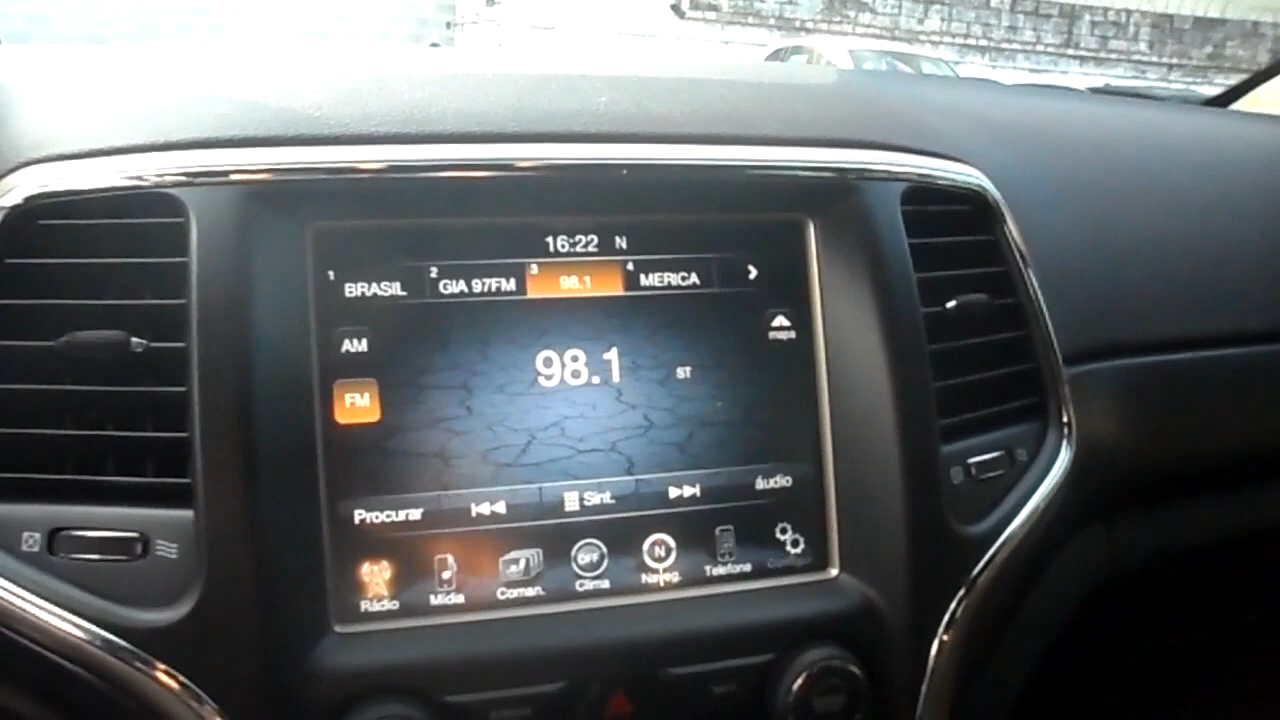 16:22 N
1 BRASIL 2 GIA 97FM 3 98.1 4 MERICA
mapa
AM
98.1 ST
FM
Procurar Sint. áudio
OFF N
Rádio Mídia Coman. Clima Naveg. Telefone